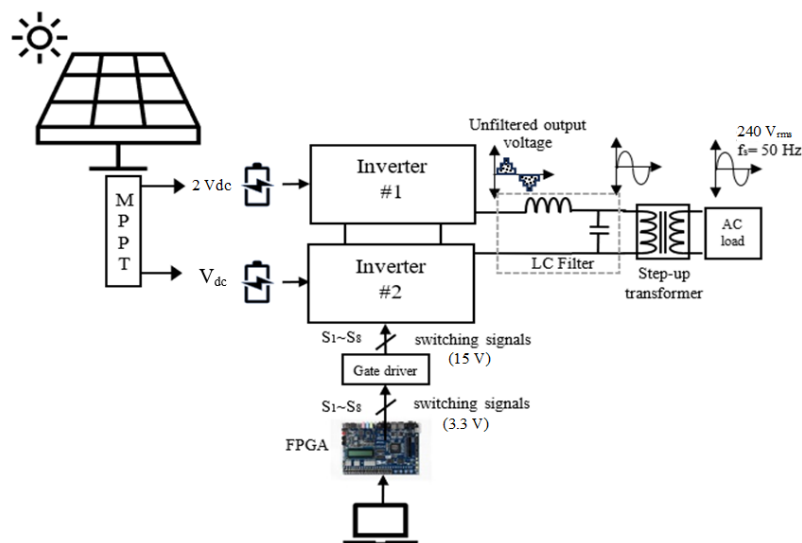 MPPT
2 Vdc
Vdc
Inverter
#1
Inverter
#2
Unfiltered output
voltage
240 Vrms
fs= 50 Hz
LC Filter
AC
load
Step-up
transformer
S1~S8
switching signals
(15 V)
Gate driver
S1~S8
switching signals
(3.3 V)
FPGA